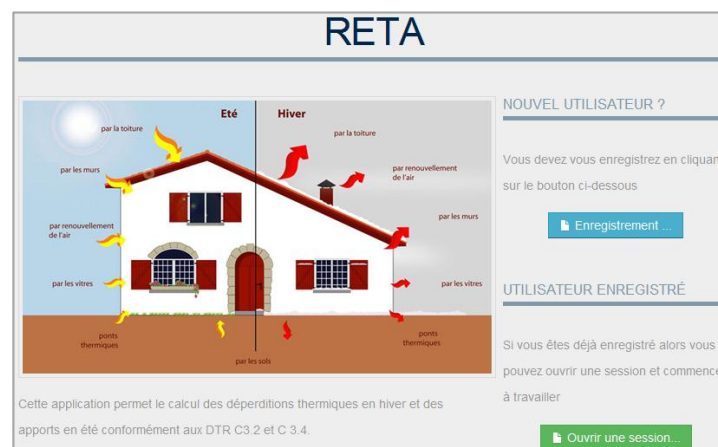 RETA
Eté Hiver
par la toiture
par la toiture
par les murs
par renouvellement
de l'air
par les murs
par renouvellement
de l'air
par les vitres
par les vitres
ponts
thermiques
ponts
thermiques
par les sols
Cette application permet le calcul des déperditions thermiques en hiver et des
apports en été conformément aux DTR C3.2 et C 3.4.
NOUVEL UTILISATEUR ?
Vous devez vous enregistrez en cliquan
sur le bouton ci-dessous
Enregistrement ...
UTILISATEUR ENREGISTRÉ
Si vous êtes déjà enregistré alors vous
pouvez ouvrir une session et commence
à travailler
Ouvrir une session...